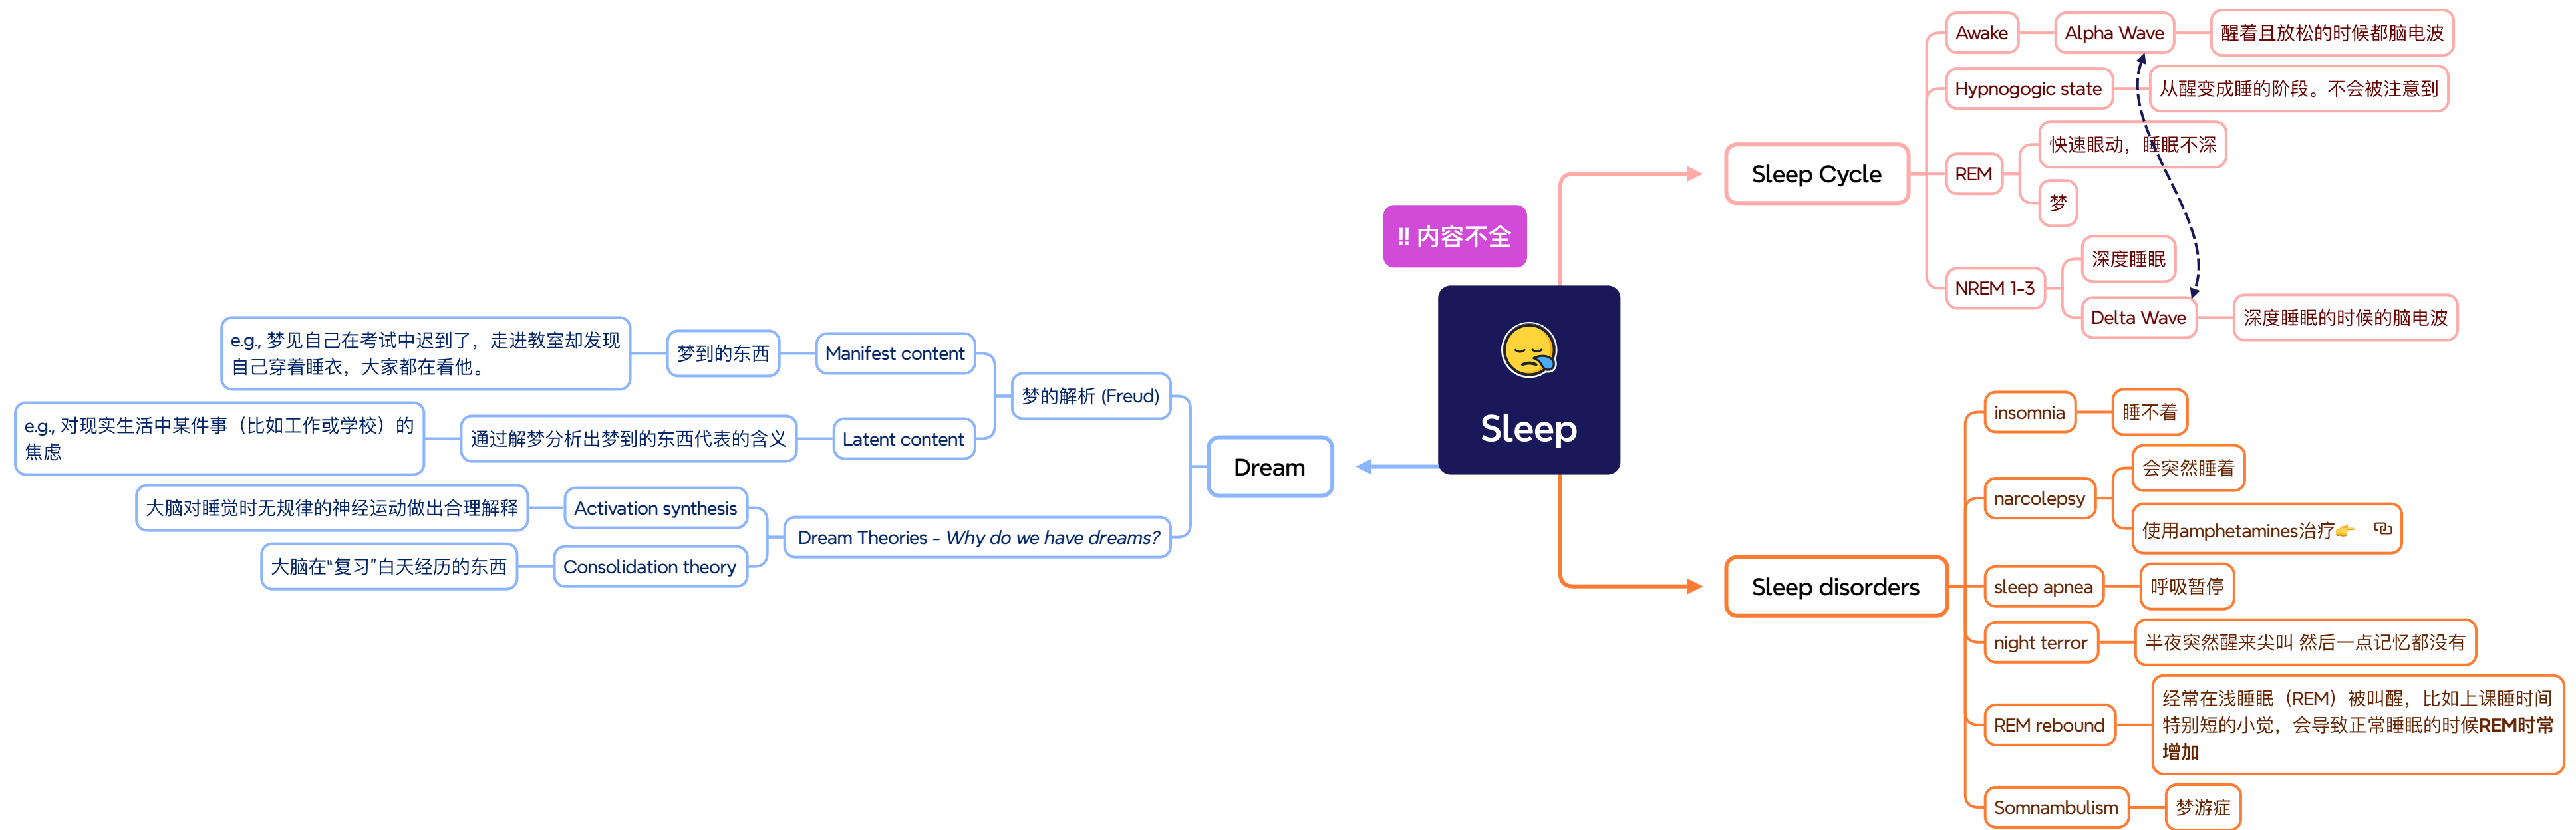 !! 内容不全
Sleep
Sleep Cycle
Awake
Alpha Wave
醒着且放松的时候都脑电波
Hypnogogic state
从醒变成睡的阶段。不会被注意到
REM
快速眼动，睡眠不深
梦
NREM 1-3
深度睡眠
Delta Wave
深度睡眠的时候的脑电波
Sleep disorders
insomnia
睡不着
narcolepsy
会突然睡着
使用amphetamines治疗👉
sleep apnea
呼吸暂停
night terror
半夜突然醒来尖叫 然后一点记忆都没有
REM rebound
经常在浅睡眠（REM）被叫醒，比如上课睡时间
特别短的小觉，会导致正常睡眠的时候REM时常
增加
Somnambulism
梦游症
Dream
梦的解析 (Freud)
Manifest content
梦到的东西
e.g., 梦见自己在考试中迟到了，走进教室却发现
自己穿着睡衣，大家都在看他。
Latent content
通过解梦分析出梦到的东西代表的含义
e.g., 对现实生活中某件事（比如工作或学校）的
焦虑
Dream Theories - Why do we have dreams?
Activation synthesis
大脑对睡觉时无规律的神经运动做出合理解释
Consolidation theory
大脑在“复习”白天经历的东西